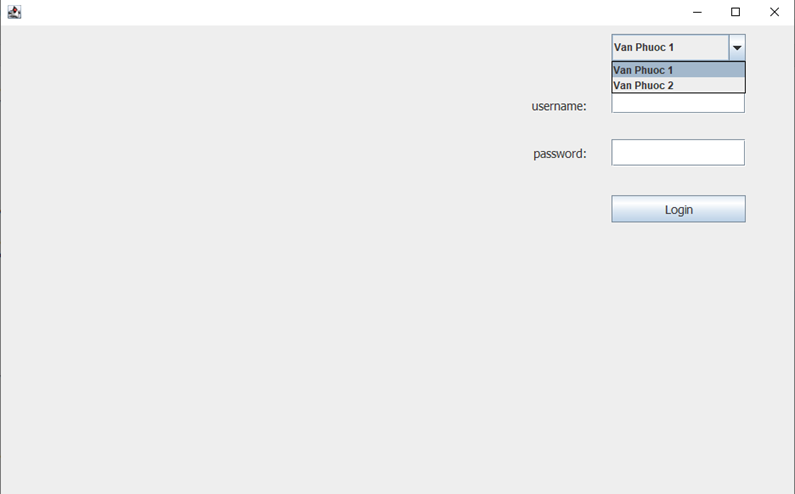 Van Phuoc 1
Van Phuoc 1
Van Phuoc 2
username:
password:
Login